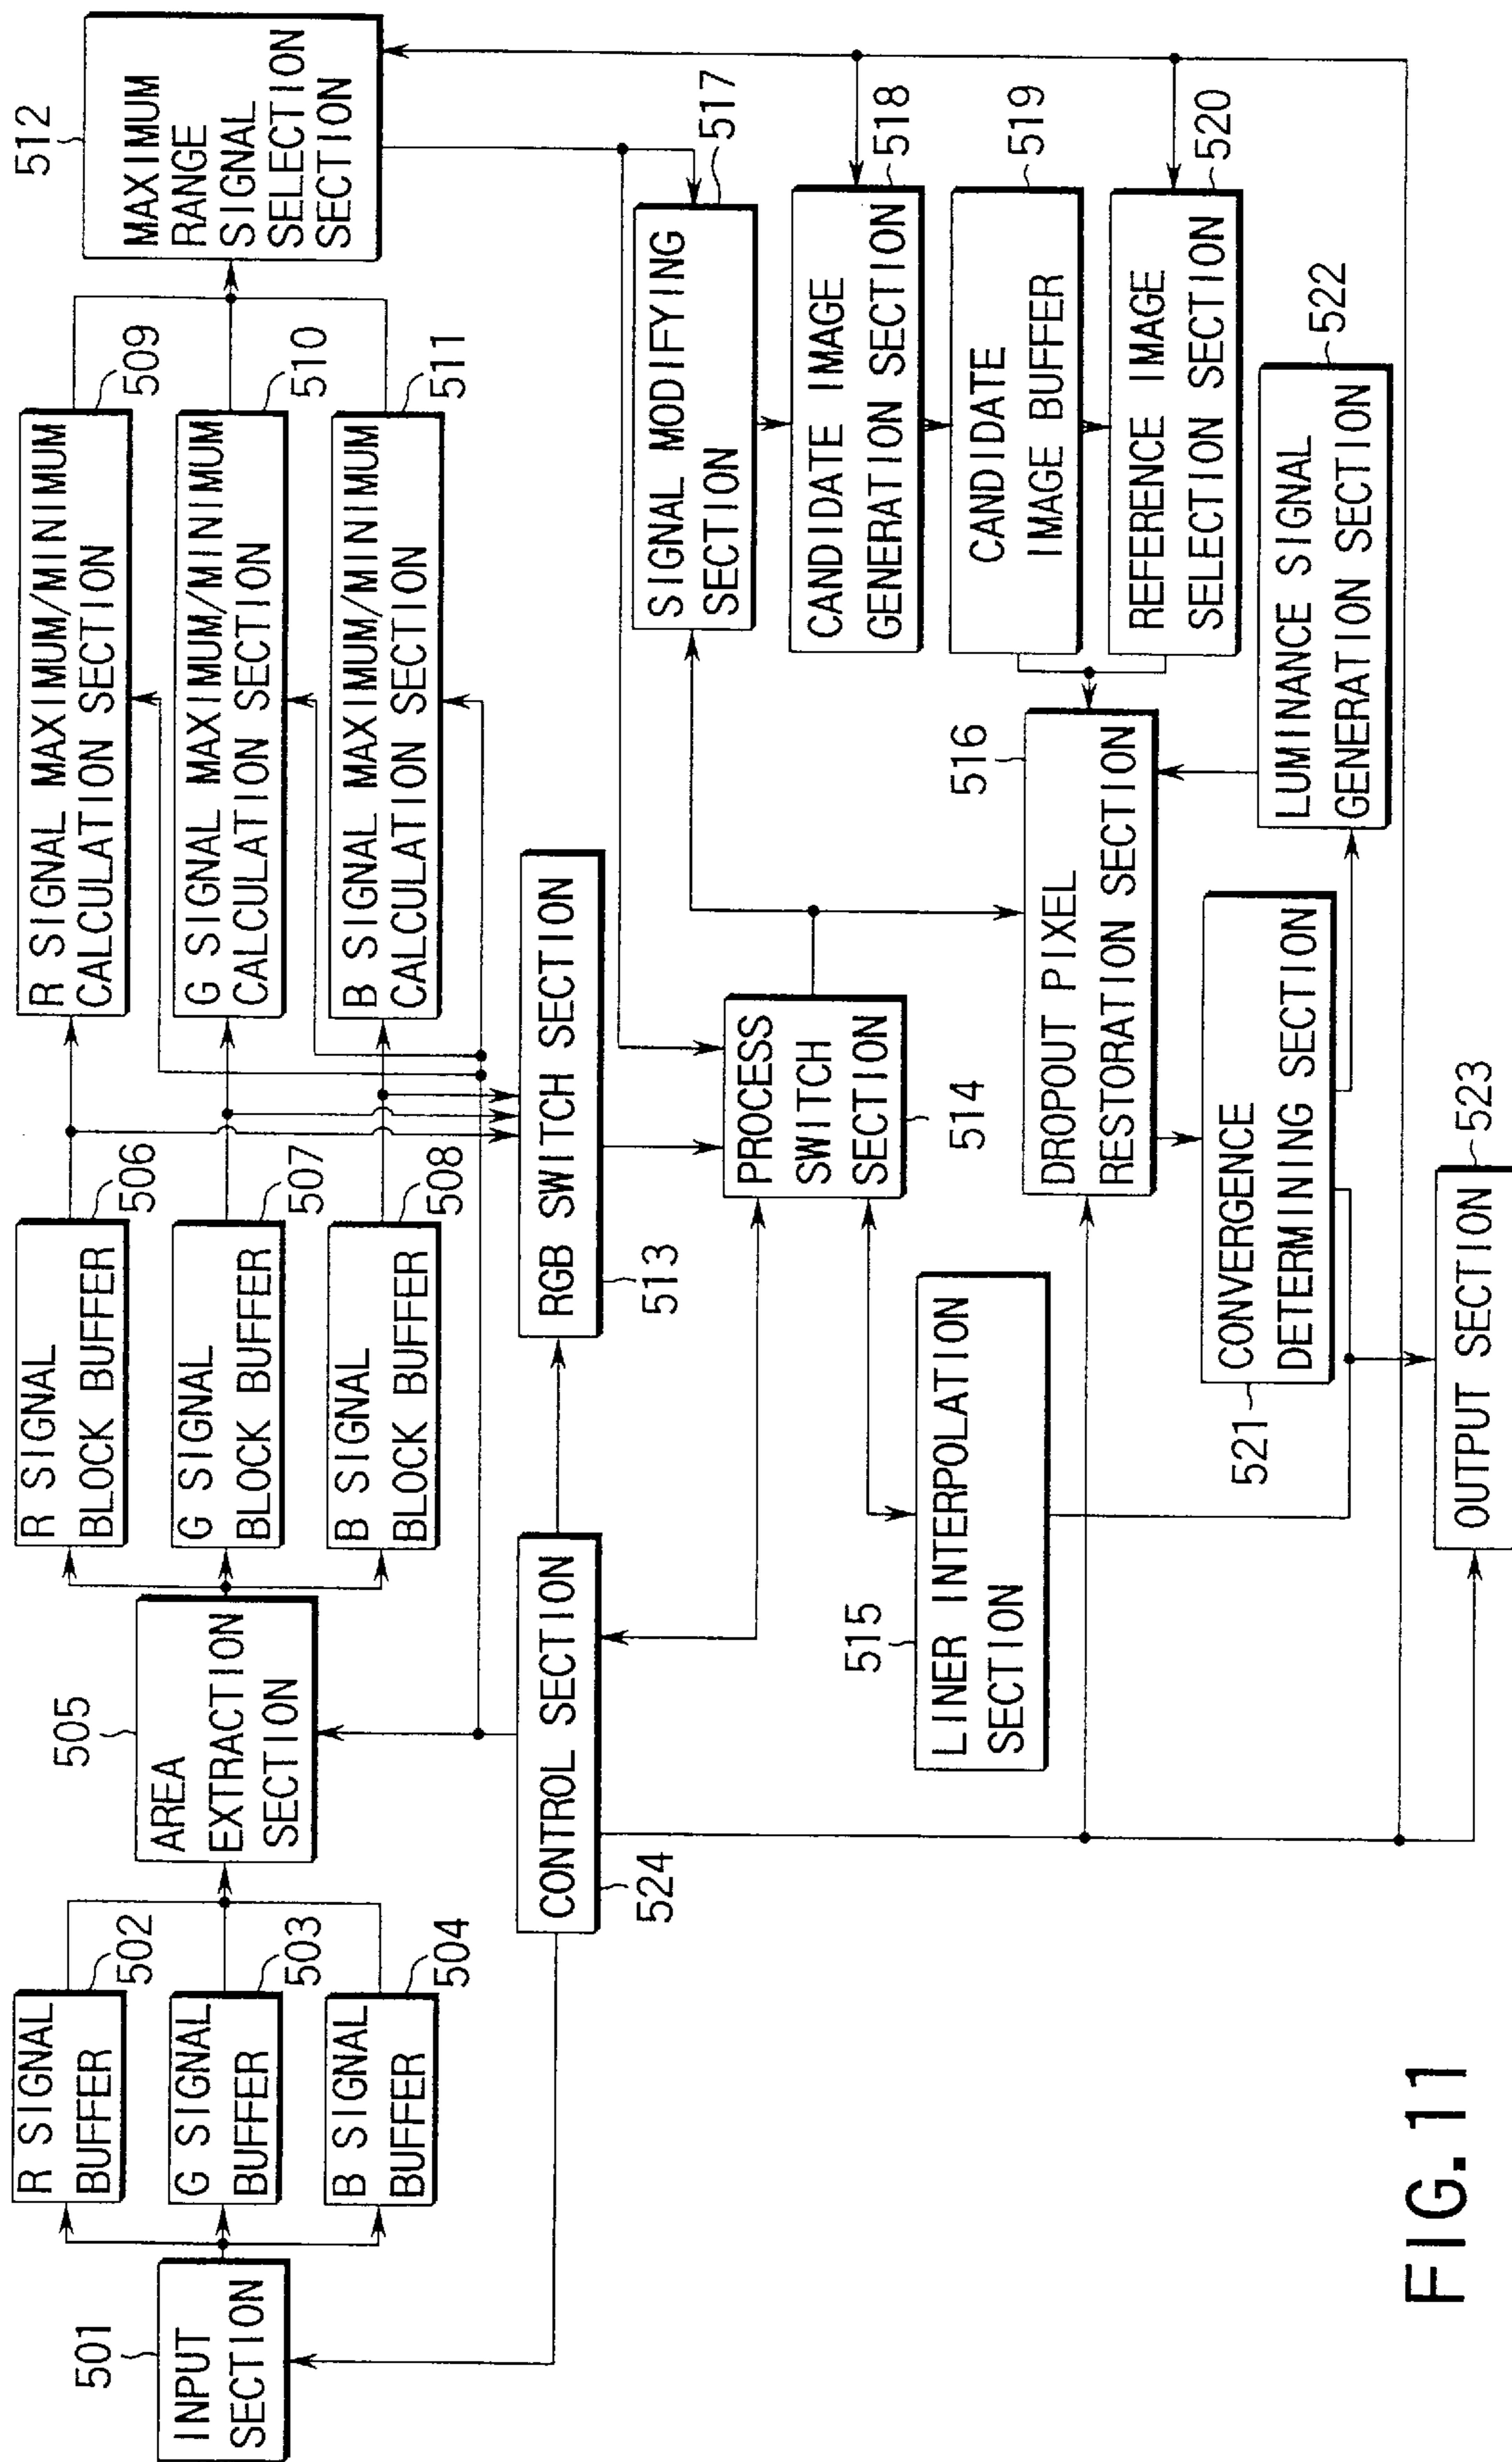 501
INPUT
SECTION
R SIGNAL
BUFFER
502
G SIGNAL
BUFFER
503
B SIGNAL
BUFFER
504
505
AREA
EXTRACTION
SECTION
R SIGNAL
BLOCK BUFFER
506
G SIGNAL
BLOCK BUFFER
507
B SIGNAL
BLOCK BUFFER
508
R SIGNAL MAXIMUM/MINIMUM
CALCULATION SECTION
509
G SIGNAL MAXIMUM/MINIMUM
CALCULATION SECTION
510
B SIGNAL MAXIMUM/MINIMUM
CALCULATION SECTION
511
512
MAXIMUM
RANGE
SIGNAL
SELECTION
SECTION
CONTROL SECTION
524
RGB SWITCH SECTION
513
PROCESS
SWITCH
SECTION
514
515
LINER INTERPOLATION
SECTION
516
DROPOUT PIXEL
RESTORATION SECTION
SIGNAL MODIFYING
SECTION
517
CANDIDATE IMAGE
GENERATION SECTION
518
CANDIDATE
IMAGE BUFFER
519
REFERENCE IMAGE
SELECTION SECTION
520
521
CONVERGENCE
DETERMINING SECTION
LUMINANCE SIGNAL
GENERATION SECTION
522
OUTPUT SECTION
523
FIG. 11